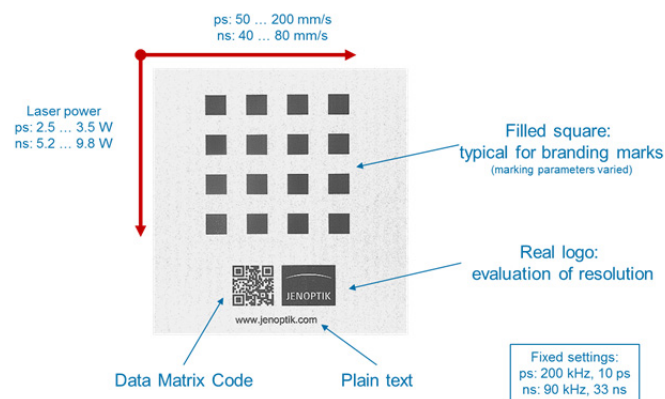 ps: 50 ... 200 mm/s
ns: 40 ... 80 mm/s
Laser power
ps: 2.5 ... 3.5 W
ns: 5.2 ... 9.8 W
Filled square:
typical for branding marks
(marking parameters varied)
Real logo:
evaluation of resolution
JENOPTIK
www.jenoptik.com
Data Matrix Code
Plain text
Fixed settings:
ps: 200 kHz, 10 ps
ns: 90 kHz, 33 ns